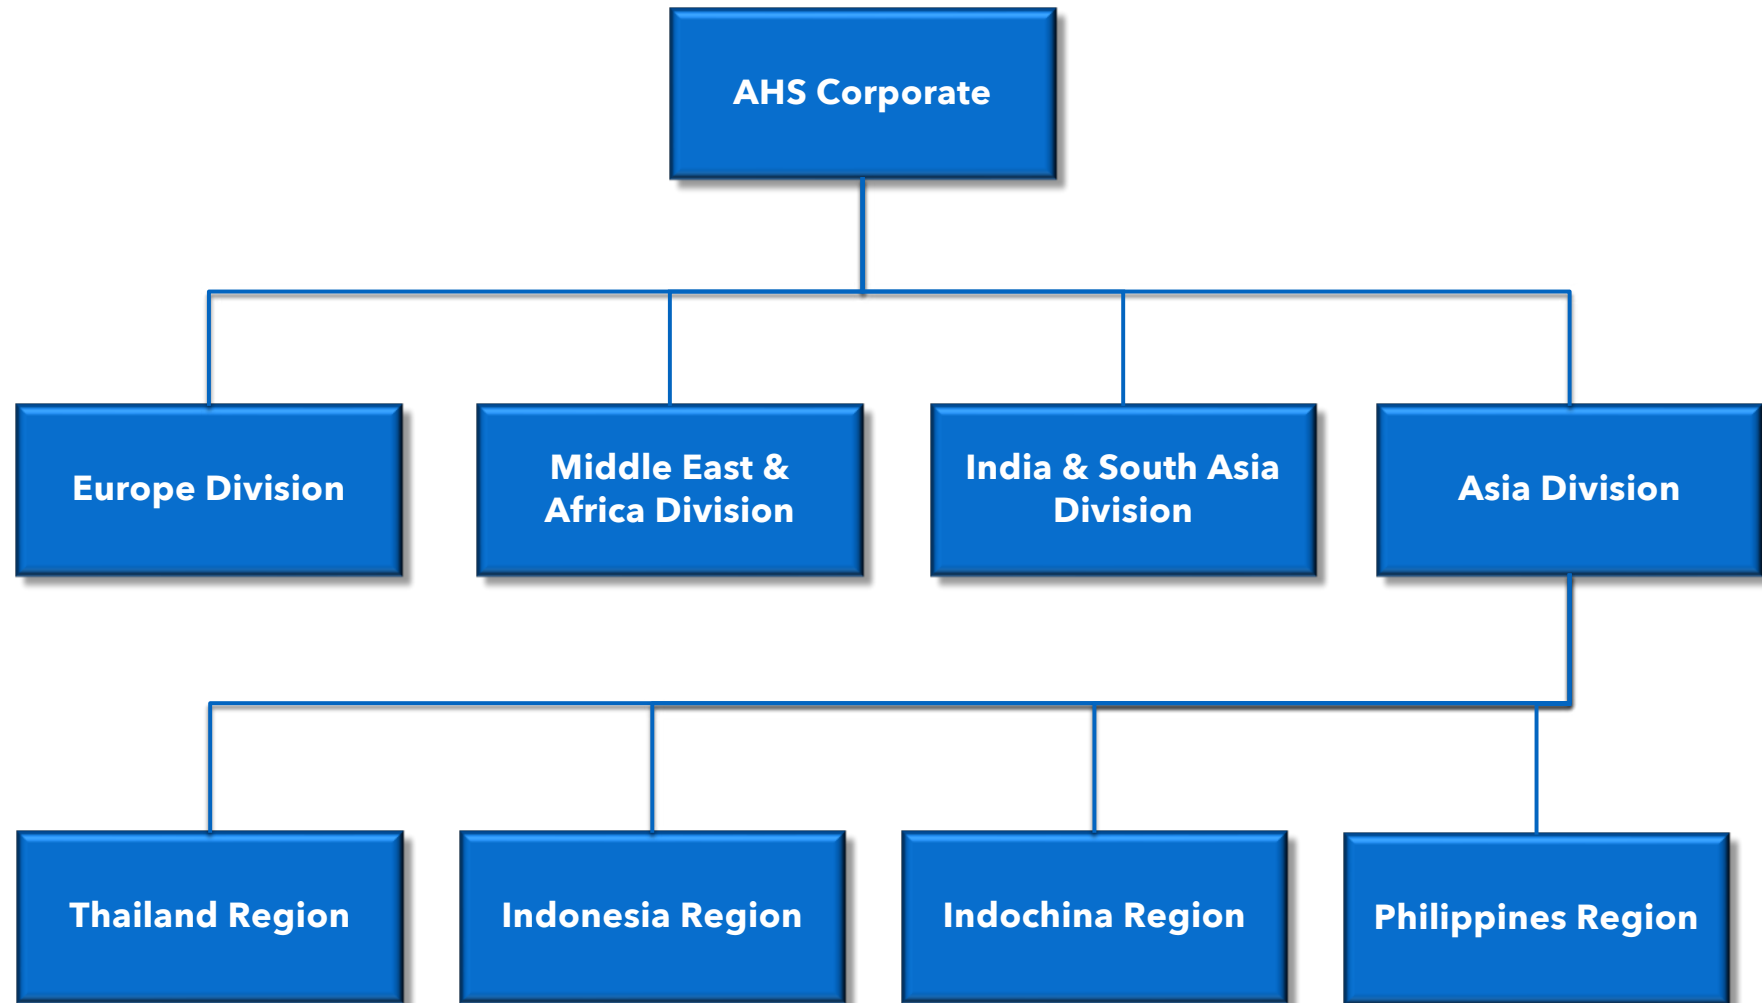 AHS Corporate
Europe Division
Middle East &
Africa Division
India & South Asia
Division
Asia Division
Thailand Region
Indonesia Region
Indochina Region
Philippines Region